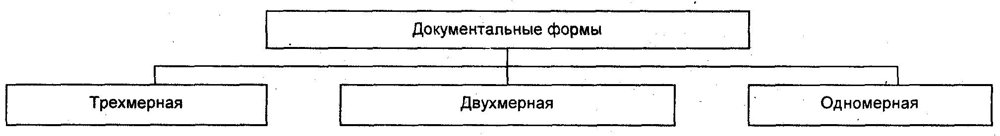 Документальные формы
Трехмерная
Двухмерная
Одномерная